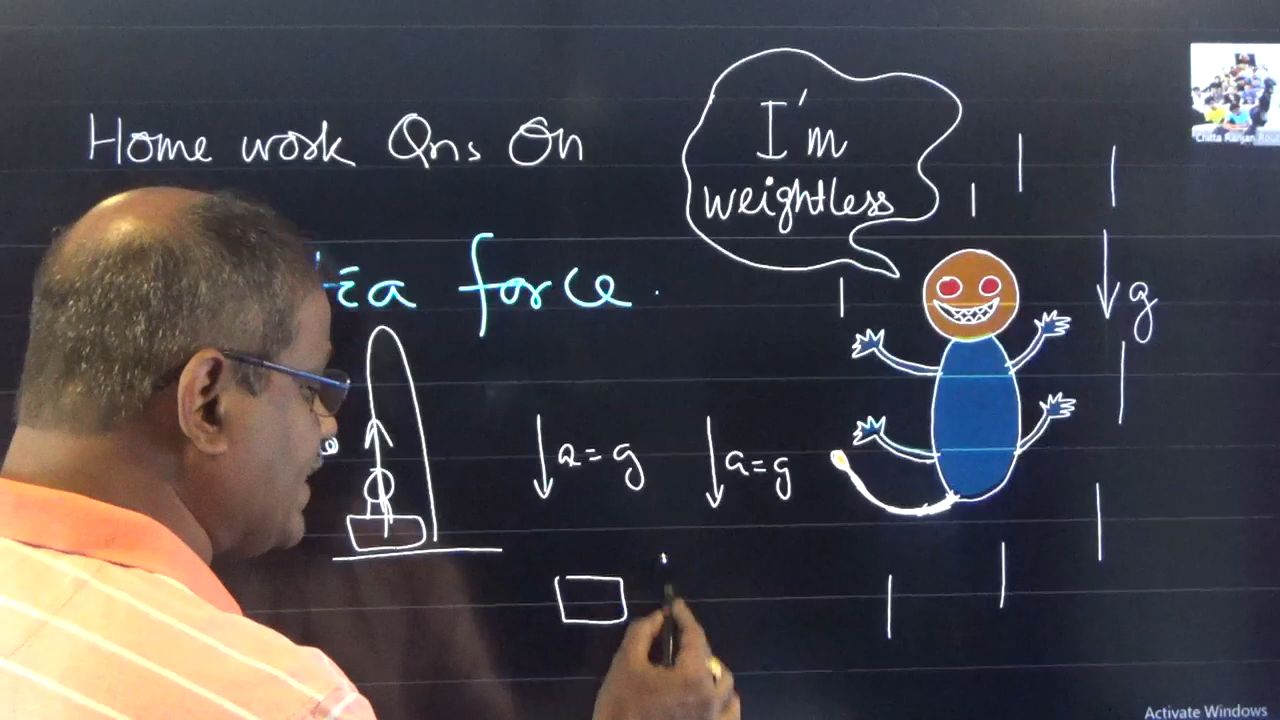 Home work Qns On
force.
I'm
weightless
g
a = g
a = g
Activate Windows